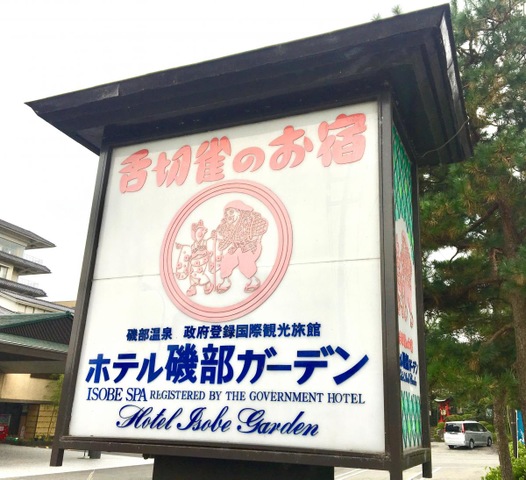 舌切雀のお宿
磯部温泉 政府登録国際観光旅館
ホテル磯部ガーデン
ISOBE SPA REGISTERED BY THE GOVERNMENT HOTEL
Hotel Isobe Garden